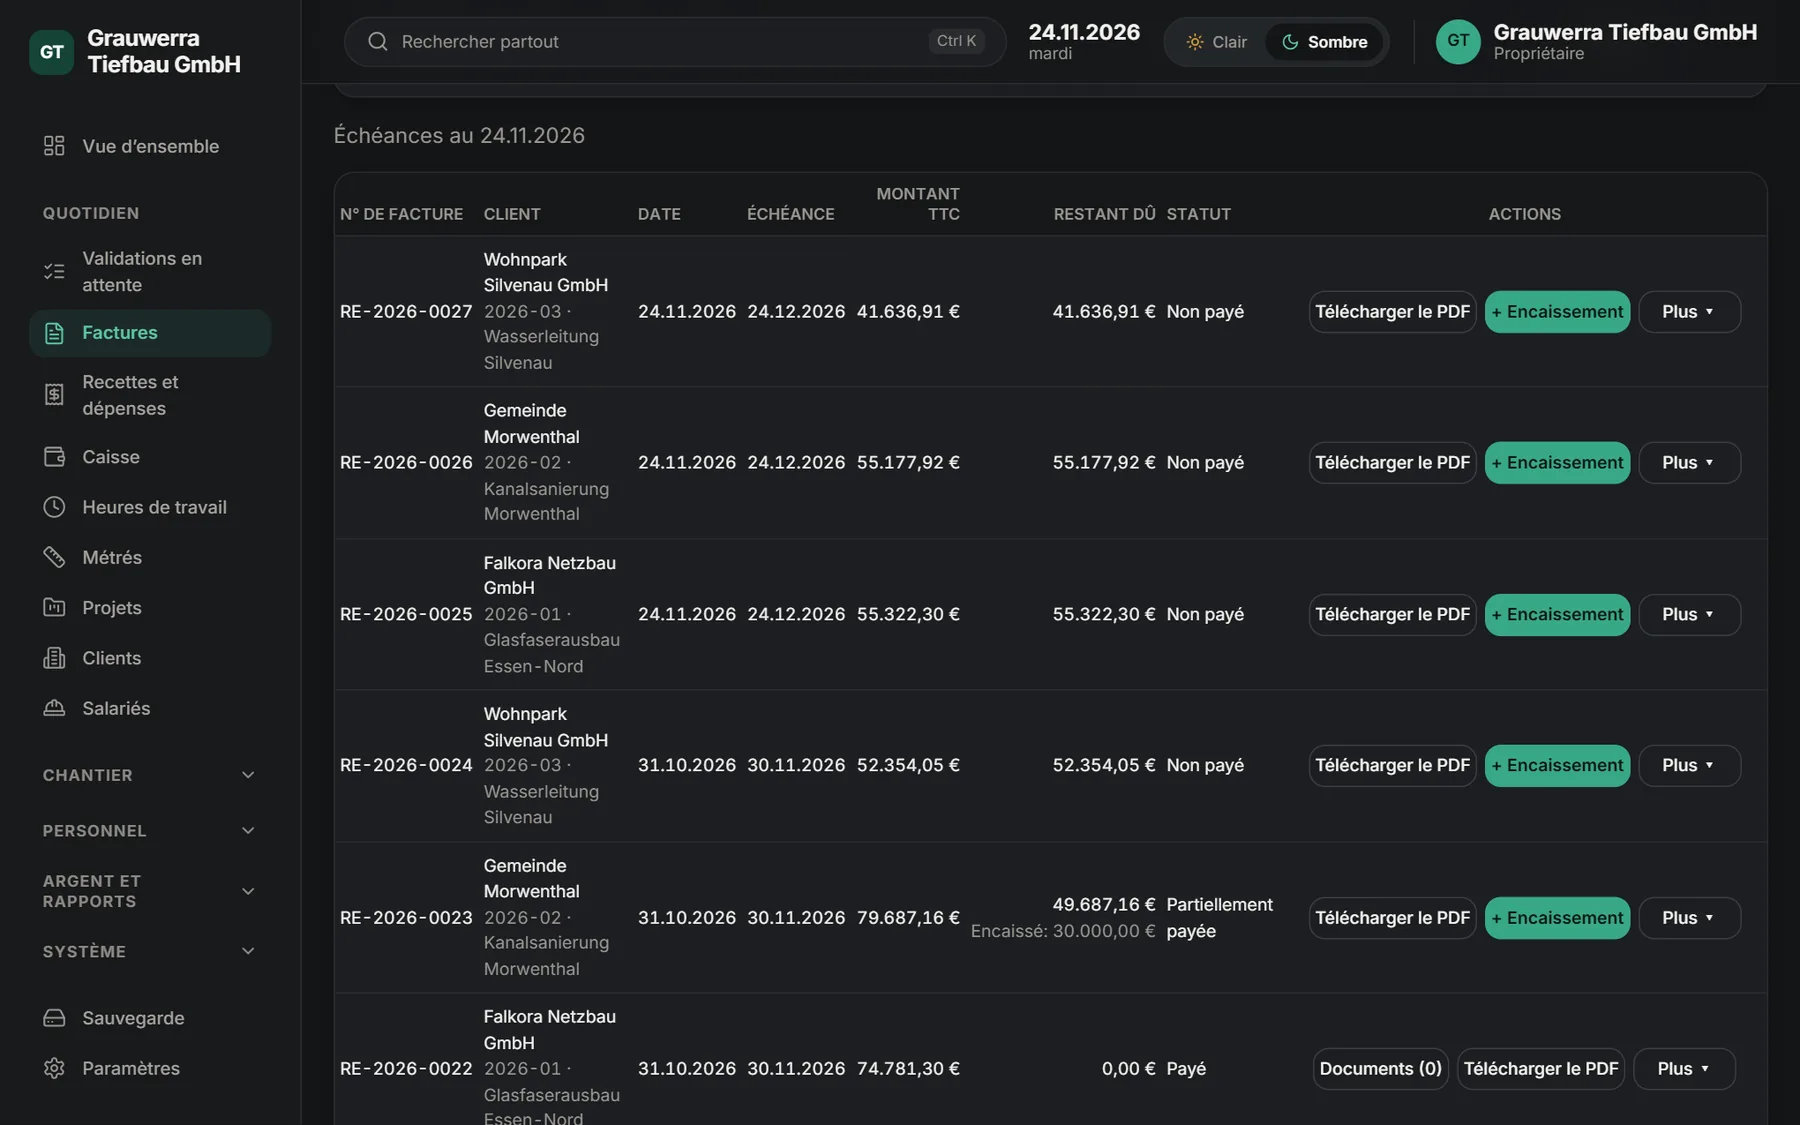 GT
Grauwerra
Tiefbau GmbH
Rechercher partout
Ctrl K
24.11.2026
mardi
Clair
Sombre
GT
Grauwerra Tiefbau GmbH
Propriétaire
Vue d’ensemble
QUOTIDIEN
Validations en
attente
Factures
Recettes et
dépenses
Caisse
Heures de travail
Métrés
Projets
Clients
Salariés
CHANTIER
PERSONNEL
ARGENT ET
RAPPORTS
SYSTÈME
Sauvegarde
Paramètres
Échéances au 24.11.2026
N° DE FACTURE CLIENT DATE ÉCHÉANCE MONTANT TTC RESTANT DÛ STATUT ACTIONS
Wohnpark
Silvenau GmbH
RE-2026-0027 2026-03 · 24.11.2026 24.12.2026 41.636,91 € 41.636,91 € Non payé Télécharger le PDF + Encaissement Plus ▾
Wasserleitung
Silvenau
Gemeinde
Morwenthal
RE-2026-0026 2026-02 · 24.11.2026 24.12.2026 55.177,92 € 55.177,92 € Non payé Télécharger le PDF + Encaissement Plus ▾
Kanalsanierung
Morwenthal
Falkora Netzbau
GmbH
RE-2026-0025 2026-01 · 24.11.2026 24.12.2026 55.322,30 € 55.322,30 € Non payé Télécharger le PDF + Encaissement Plus ▾
Glasfaserausbau
Essen-Nord
Wohnpark
Silvenau GmbH
RE-2026-0024 2026-03 · 31.10.2026 30.11.2026 52.354,05 € 52.354,05 € Non payé Télécharger le PDF + Encaissement Plus ▾
Wasserleitung
Silvenau
Gemeinde
Morwenthal
RE-2026-0023 2026-02 · 31.10.2026 30.11.2026 79.687,16 € 49.687,16 € Partiellement Télécharger le PDF + Encaissement Plus ▾
Encaissé: 30.000,00 € payée
Kanalsanierung
Morwenthal
Falkora Netzbau
GmbH
RE-2026-0022 2026-01 · 31.10.2026 30.11.2026 74.781,30 € 0,00 € Payé Documents (0) Télécharger le PDF Plus ▾
Glasfaserausbau
Essen-Nord